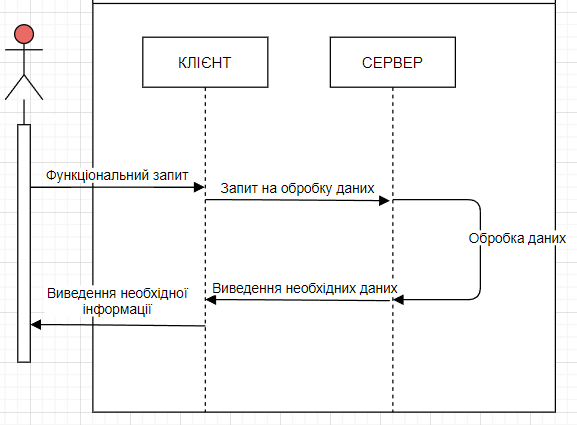 КЛІЄНТ
СЕРВЕР
Функціональний запит
Запит на обробку даних
Обробка даних
Виведення необхідних даних
Виведення необхідної
інформації